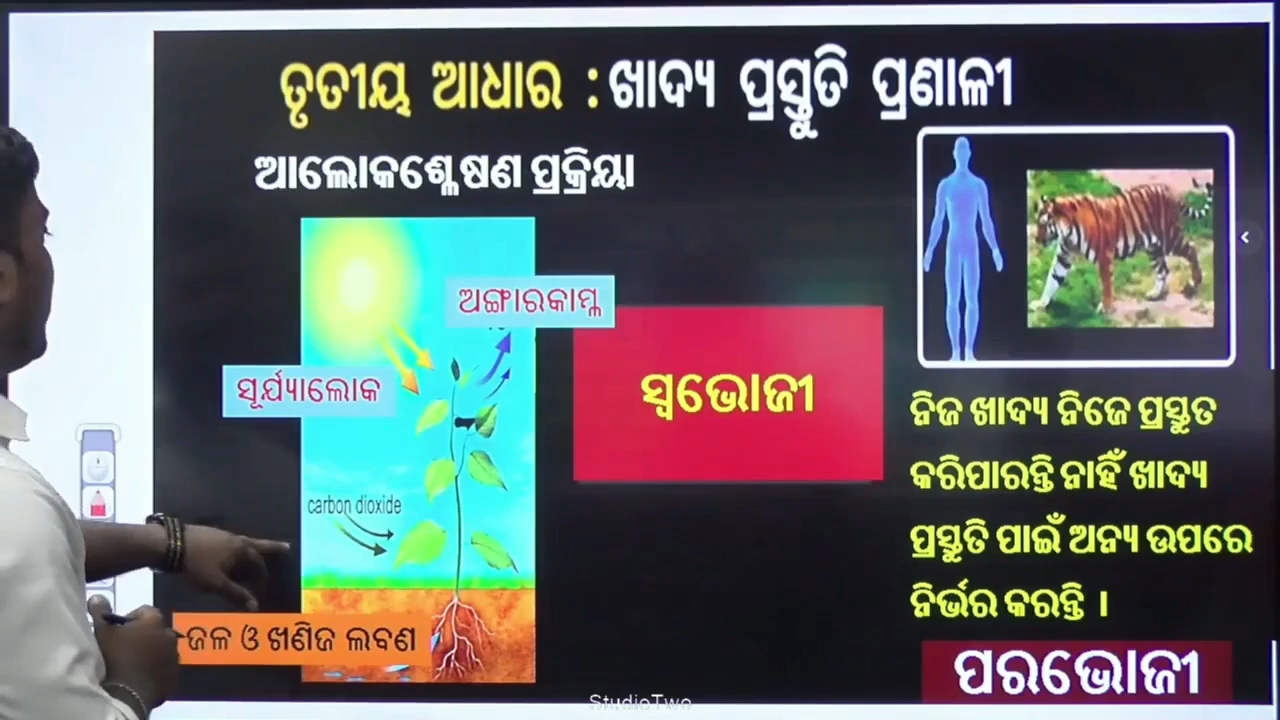 ତୃତୀୟ ଆଧାର : ଖାଦ୍ୟ ପ୍ରସ୍ତୁତି ପ୍ରଣାଳୀ
ଆଲୋକଶ୍ଳେଷଣ ପ୍ରକ୍ରିୟା
ଅଙ୍ଗାରକାମ୍ଳ
ସୂର୍ଯ୍ୟାଲୋକ
carbon dioxide
ଜଳ ଓ ଖଣିଜ ଲବଣ
ସ୍ୱଭୋଜୀ
ନିଜ ଖାଦ୍ୟ ନିଜେ ପ୍ରସ୍ତୁତ
କରିପାରନ୍ତି ନାହିଁ ଖାଦ୍ୟ
ପ୍ରସ୍ତୁତି ପାଇଁ ଅନ୍ୟ ଉପରେ
ନିର୍ଭର କରନ୍ତି ।
ପରଭୋଜୀ
StudioTwo